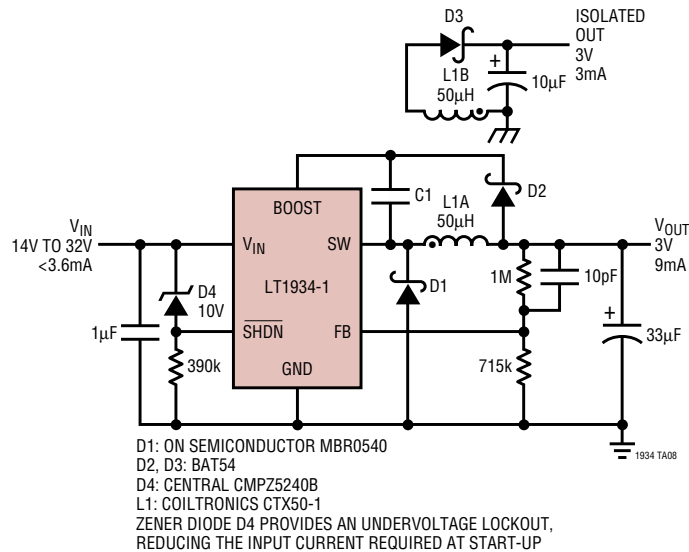 D3
ISOLATED
OUT
3V
3mA
+
L1B
50µH
10µF
BOOST
C1
D2
L1A
50µH
VIN
14V TO 32V
<3.6mA
VIN
SW
VOUT
3V
9mA
LT1934-1
D4
10V
D1
1M
10pF
+
1µF
SHDN
FB
33µF
390k
GND
715k
1934 TA08
D1: ON SEMICONDUCTOR MBR0540
D2, D3: BAT54
D4: CENTRAL CMPZ5240B
L1: COILTRONICS CTX50-1
ZENER DIODE D4 PROVIDES AN UNDERVOLTAGE LOCKOUT,
REDUCING THE INPUT CURRENT REQUIRED AT START-UP